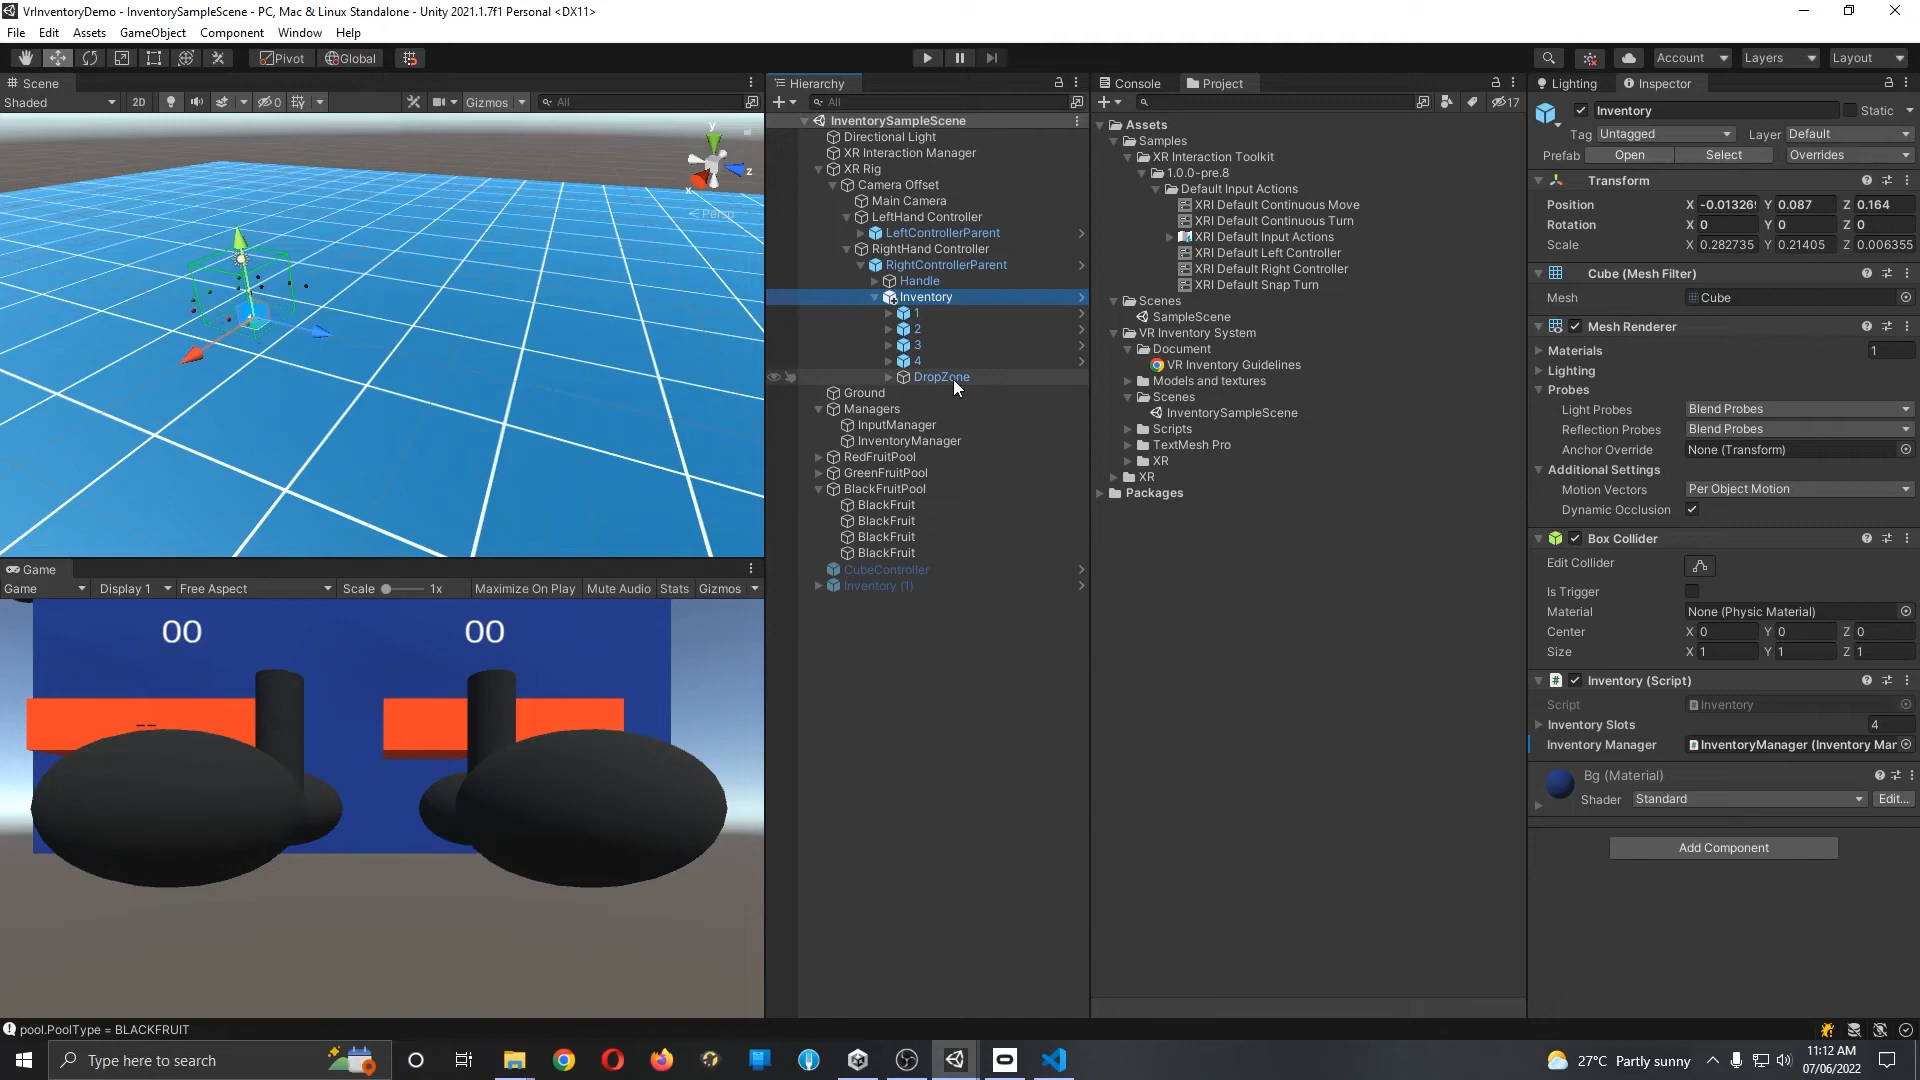 VrInventoryDemo - InventorySampleScene - PC, Mac & Linux Standalone - Unity 2021.1.7f1 Personal <DX11>
File Edit Assets GameObject Component Window Help
Pivot Global Account Layers Layout
Scene
Shaded 2D 0 Gizmos All
y
z
x
Persp
Game
Game Display 1 Free Aspect Scale 1x Maximize On Play Mute Audio Stats Gizmos
00 00
--
Hierarchy
All
InventorySampleScene
Directional Light
XR Interaction Manager
XR Rig
Camera Offset
Main Camera
LeftHand Controller
LeftControllerParent
RightHand Controller
RightControllerParent
Handle
Inventory
1
2
3
4
DropZone
Ground
Managers
InputManager
InventoryManager
RedFruitPool
GreenFruitPool
BlackFruitPool
BlackFruit
BlackFruit
BlackFruit
BlackFruit
CubeController
Inventory (1)
Console Project
17
Assets
Samples
XR Interaction Toolkit
1.0.0-pre.8
Default Input Actions
XRI Default Continuous Move
XRI Default Continuous Turn
XRI Default Input Actions
XRI Default Left Controller
XRI Default Right Controller
XRI Default Snap Turn
Scenes
SampleScene
VR Inventory System
Document
VR Inventory Guidelines
Models and textures
Scenes
InventorySampleScene
Scripts
TextMesh Pro
XR
XR
Packages
Lighting Inspector
Inventory Static
Tag Untagged Layer Default
Prefab Open Select Overrides
Transform
Position X -0.01326 Y 0.087 Z 0.164
Rotation X 0 Y 0 Z 0
Scale X 0.282735 Y 0.21405 Z 0.006355
Cube (Mesh Filter)
Mesh Cube
Mesh Renderer
Materials 1
Lighting
Probes
Light Probes Blend Probes
Reflection Probes Blend Probes
Anchor Override None (Transform)
Additional Settings
Motion Vectors Per Object Motion
Dynamic Occlusion
Box Collider
Edit Collider
Is Trigger
Material None (Physic Material)
Center X 0 Y 0 Z 0
Size X 1 Y 1 Z 1
Inventory (Script)
Script Inventory
Inventory Slots 4
Inventory Manager InventoryManager (Inventory Mar
Bg (Material)
Shader Standard Edit...
Add Component
pool.PoolType = BLACKFRUIT
Type here to search
27°C Partly sunny
11:12 AM
07/06/2022